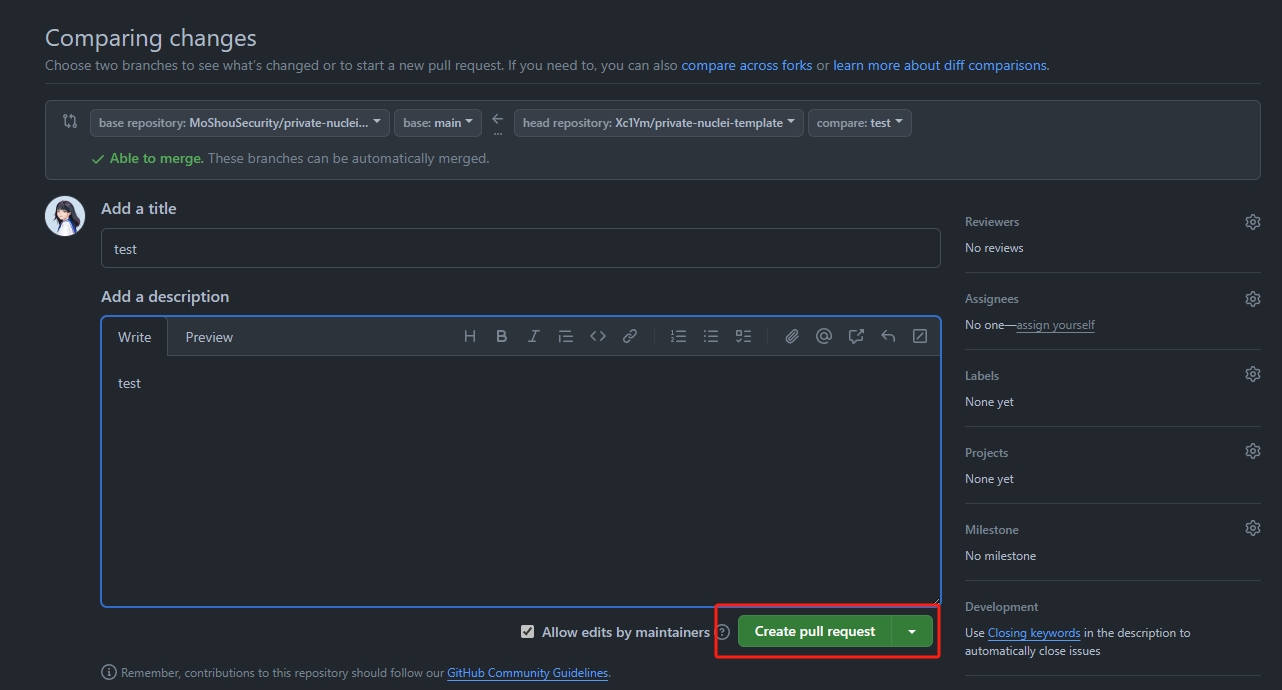 Comparing changes
Choose two branches to see what's changed or to start a new pull request. If you need to, you can also compare across forks or learn more about diff comparisons.
base repository: MoShouSecurity/private-nuclei... base: main ... head repository: Xc1Ym/private-nuclei-template compare: test
Able to merge. These branches can be automatically merged.
Add a title
test
Add a description
Write Preview
test
Allow edits by maintainers ? Create pull request
Remember, contributions to this repository should follow our GitHub Community Guidelines.
Reviewers
No reviews
Assignees
No one—assign yourself
Labels
None yet
Projects
None yet
Milestone
No milestone
Development
Use Closing keywords in the description to
automatically close issues